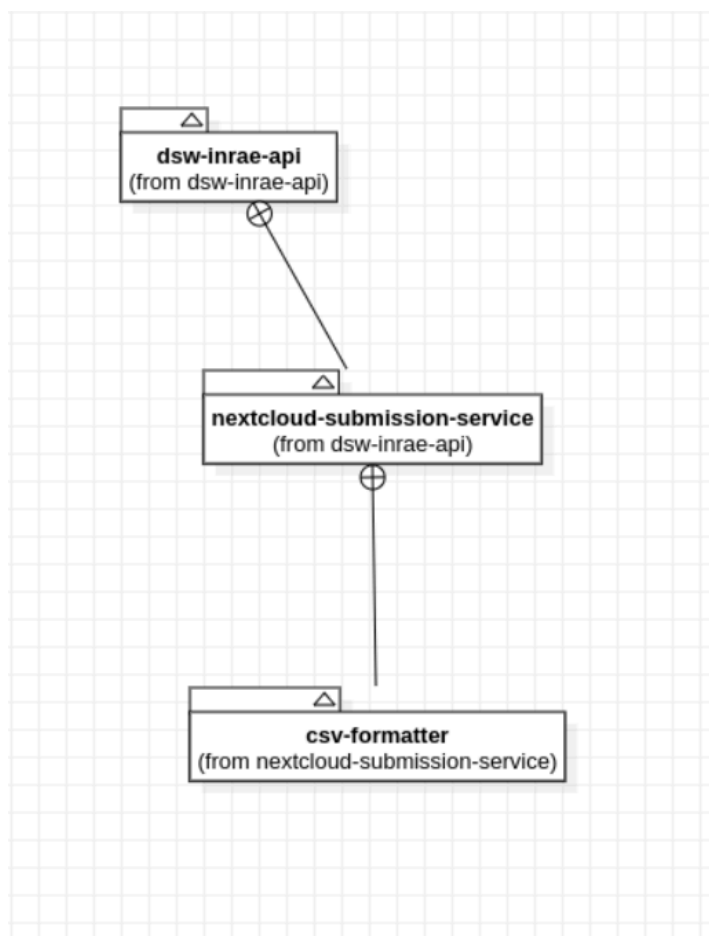 dsw-inrae-api
(from dsw-inrae-api)
nextcloud-submission-service
(from dsw-inrae-api)
csv-formatter
(from nextcloud-submission-service)